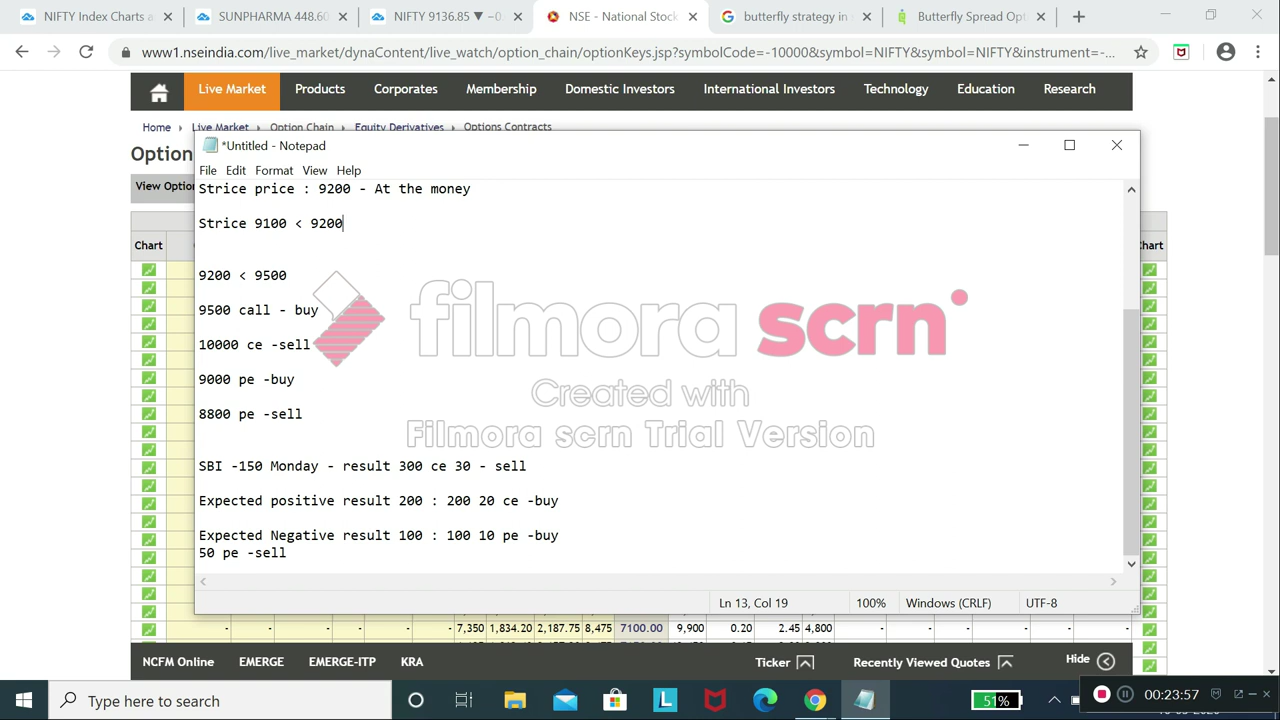 NIFTY Index Charts a
SUNPHARMA 448.60
NIFTY 9136.85 ▼ −0.
NSE - National Stock
butterfly strategy in
Butterfly Spread Opt
www1.nseindia.com/live_market/dynaContent/live_watch/option_chain/optionKeys.jsp?symbolCode=-10000&symbol=NIFTY&symbol=NIFTY&instrument=-...
Live Market Products Corporates Membership Domestic Investors International Investors Technology Education Research
Home Live Market Option Chain Equity Derivatives Options Contracts
Option
View Optio
Chart
Chart
*Untitled - Notepad
File Edit Format View Help
Strice price : 9200 - At the money
Strice 9100 < 9200
9200 < 9500
9500 call - buy
10000 ce -sell
9000 pe -buy
8800 pe -sell
SBI -150 Monday - result 300 ce 30 - sell
Expected positive result 200 : 200 20 ce -buy
Expected Negative result 100 : 100 10 pe -buy
50 pe -sell
filmora scrn
Created with
Filmora scrn Trial Version
Ln 13, Col 19 100% Windows (CRLF) UTF-8
- - - - - 7,350 1,834.20 2,187.75 8,475 7100.00 9,900 0.20 2.45 4,800 - - - - -
NCFM Online EMERGE EMERGE-ITP KRA Ticker Recently Viewed Quotes Hide
Type here to search
51%
00:23:57